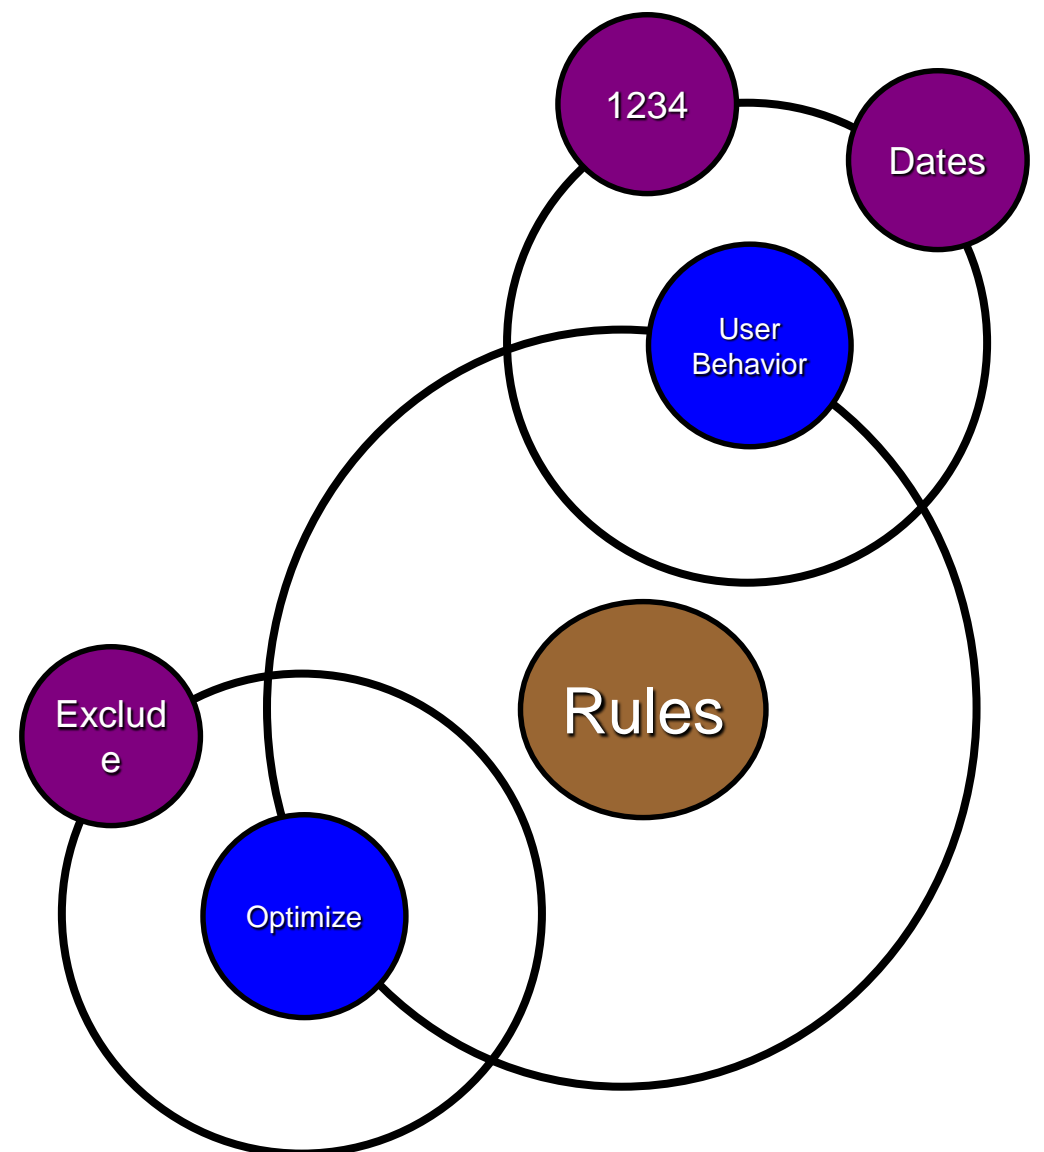 1234
Dates
User
Behavior
Rules
Exclud
e
Optimize